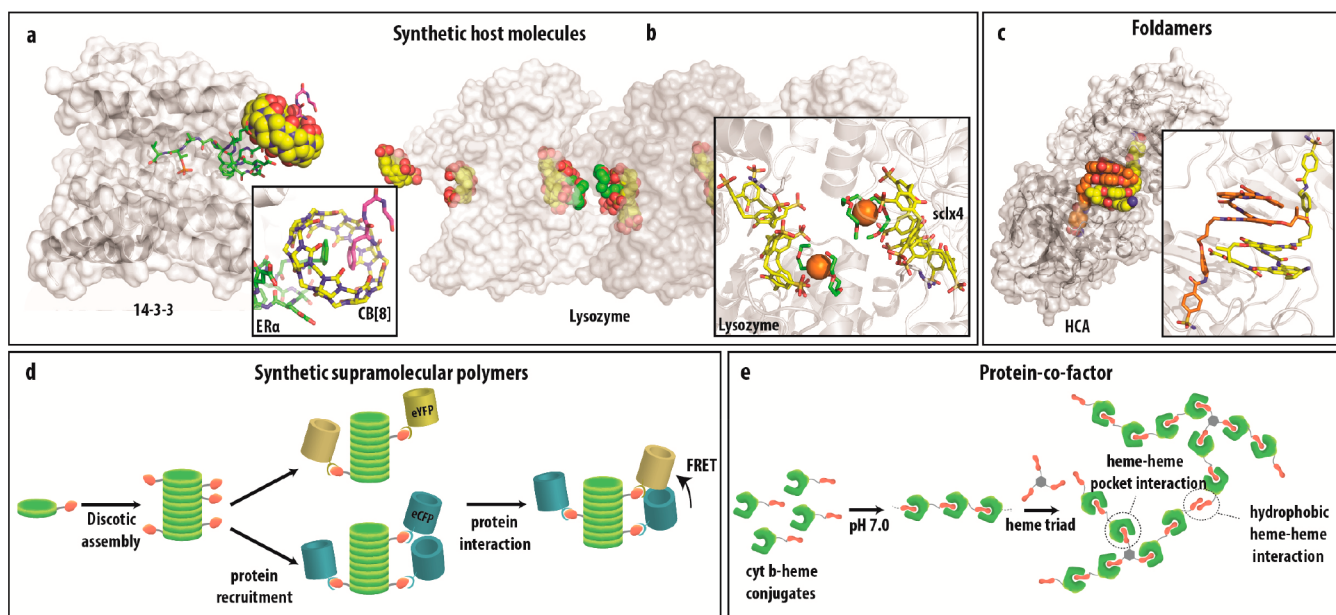 a
Synthetic host molecules
b
14-3-3
ERα
CB[8]
Lysozyme
Lysozyme
sclx4
c
Foldamers
HCA
d
Synthetic supramolecular polymers
Discotic
assembly
protein
recruitment
eYFP
eCFP
protein
interaction
FRET
e
Protein-co-factor
cyt b-heme
conjugates
pH 7.0
heme triad
heme-heme
pocket interaction
hydrophobic
heme-heme
interaction